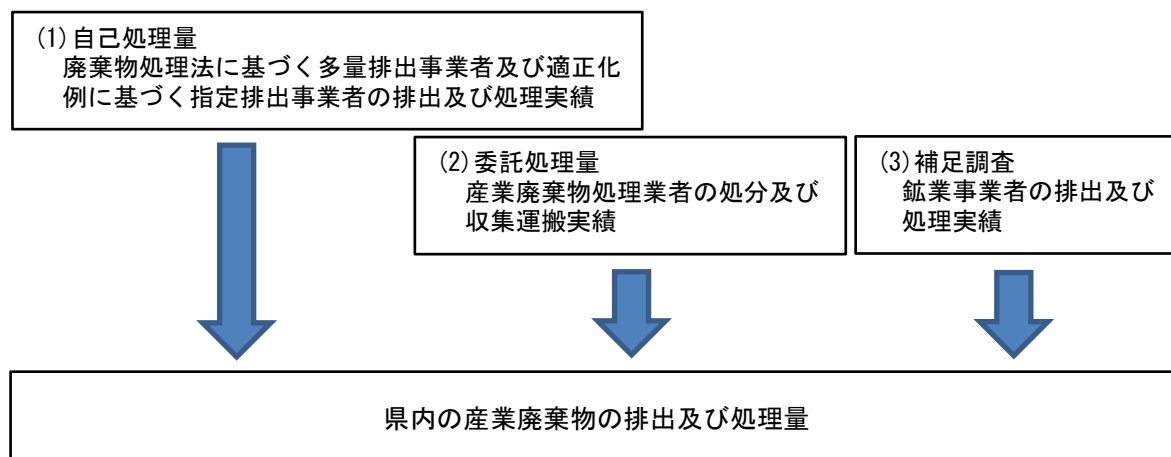 (1)自己処理量
廃棄物処理法に基づく多量排出事業者及び適正化
例に基づく指定排出事業者の排出及び処理実績
(2)委託処理量
産業廃棄物処理業者の処分及び
収集運搬実績
(3)補足調査
鉱業事業者の排出及び
処理実績
県内の産業廃棄物の排出及び処理量